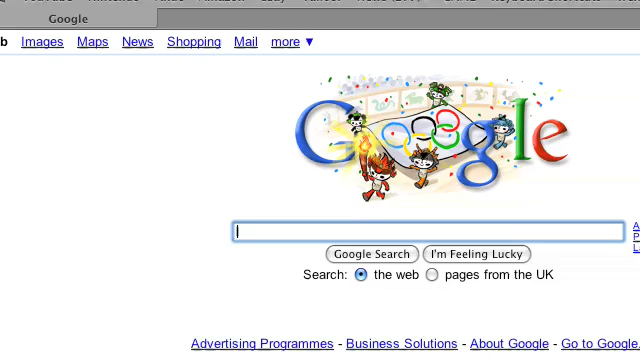 Google
Images Maps News Shopping Mail more ▼
Google
Google Search I'm Feeling Lucky
Search: the web pages from the UK
Advertising Programmes - Business Solutions - About Google - Go to Google